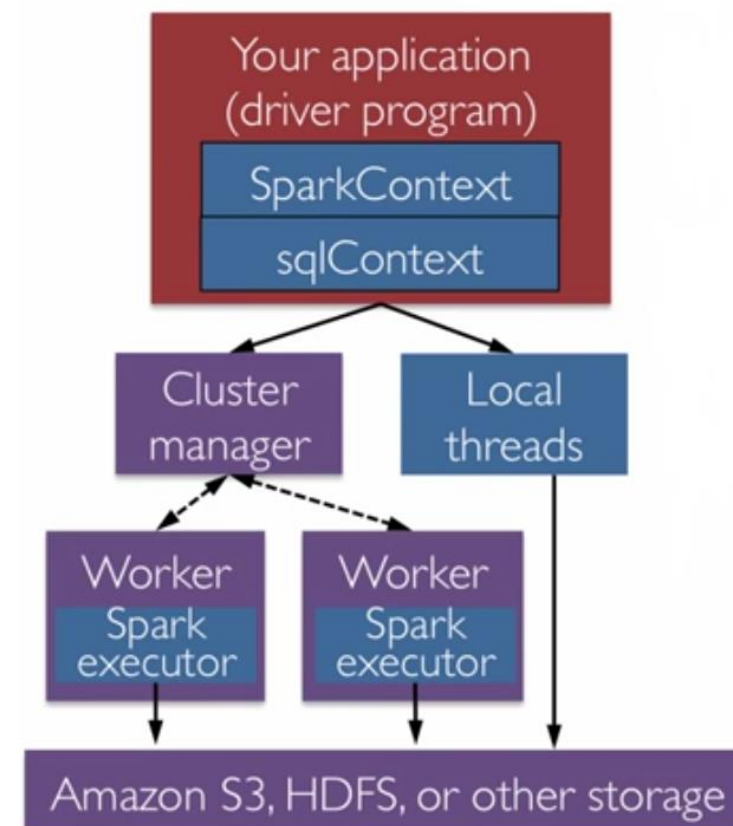 Your application
(driver program)
SparkContext
sqlContext
Cluster
manager
Local
threads
Worker
Spark
executor
Worker
Spark
executor
Amazon S3, HDFS, or other storage